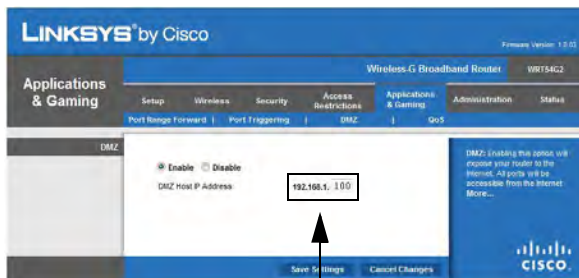 LINKSYS® by Cisco
Firmware Version: 1.0.03
Wireless-G Broadband Router WRT54G2
Applications & Gaming
Setup Wireless Security Access Restrictions Applications & Gaming Administration Status
Port Range Forward | Port Triggering | DMZ | QoS
DMZ
Enable Disable
DMZ Host IP Address: 192.168.1. 100
DMZ: Enabling this option will
expose your router to the
Internet. All ports will be
accessible from the Internet
More...
Save Settings Cancel Changes
CISCO